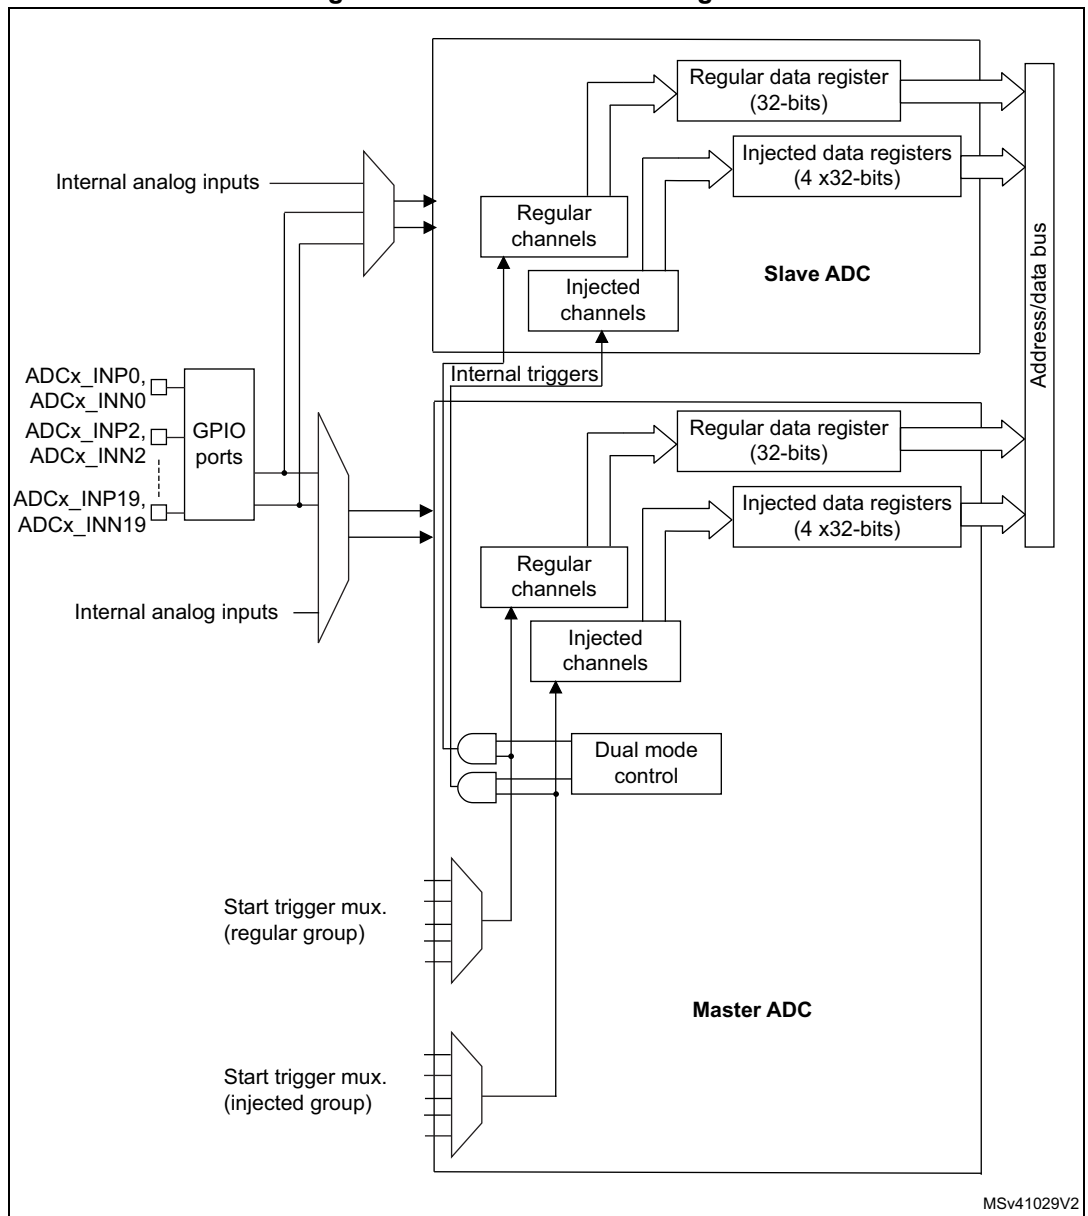 Regular data register
(32-bits)
Injected data registers
(4 x32-bits)
Internal analog inputs
Regular
channels
Slave ADC
Injected
channels
Address/data bus
Internal triggers
ADCx_INP0,
ADCx_INN0
ADCx_INP2,
ADCx_INN2
ADCx_INP19,
ADCx_INN19
GPIO
ports
Regular data register
(32-bits)
Injected data registers
(4 x32-bits)
Regular
channels
Internal analog inputs
Injected
channels
Dual mode
control
Start trigger mux.
(regular group)
Master ADC
Start trigger mux.
(injected group)
MSv41029V2